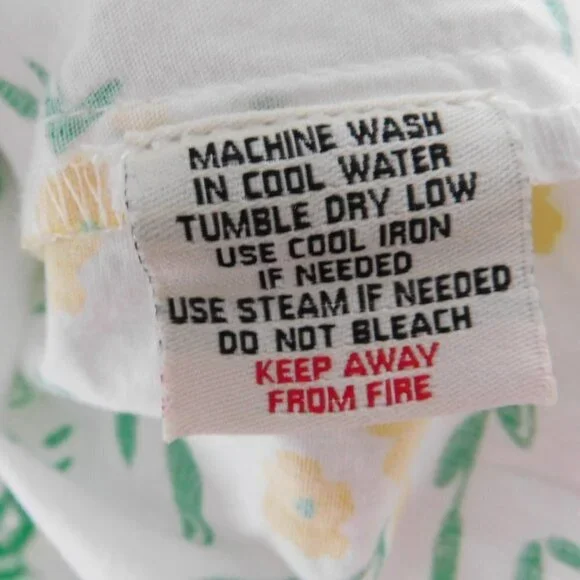 MACHINE WASH
IN COOL WATER
TUMBLE DRY LOW
USE COOL IRON
IF NEEDED
USE STEAM IF NEEDED
DO NOT BLEACH
KEEP AWAY
FROM FIRE